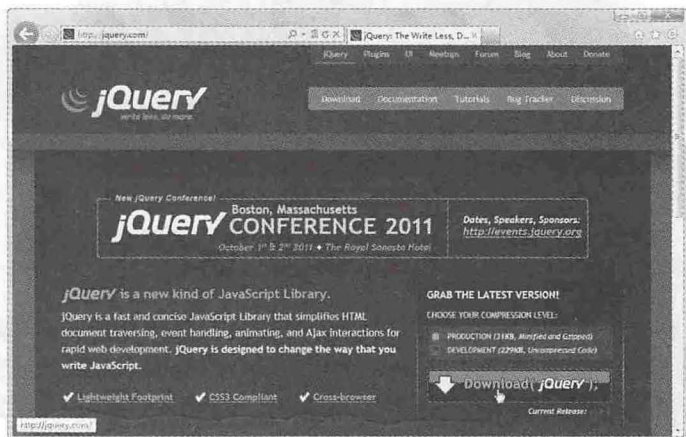 http://jquery.com/
jQuery: The Write Less, D...
jQuery Plugins UI Meetups Forum Blog About Donate
jQuery
write less, do more.
Download Documentation Tutorials Bug Tracker Discussion
New jQuery Conference!
jQuery Boston, Massachusetts
CONFERENCE 2011
October 1st & 2nd 2011 ♦ The Royal Sonesta Hotel
Dates, Speakers, Sponsors:
http://events.jquery.org
jQuery is a new kind of JavaScript Library.
jQuery is a fast and concise JavaScript Library that simplifies HTML
document traversing, event handling, animating, and Ajax interactions for
rapid web development. jQuery is designed to change the way that you
write JavaScript.
✔ Lightweight Footprint ✔ CSS3 Compliant ✔ Cross-browser
GRAB THE LATEST VERSION!
CHOOSE YOUR COMPRESSION LEVEL:
PRODUCTION (31KB, Minified and Gzipped)
DEVELOPMENT (229KB, Uncompressed Code)
Download( jQuery );
Current Release:
http://jquery.com/